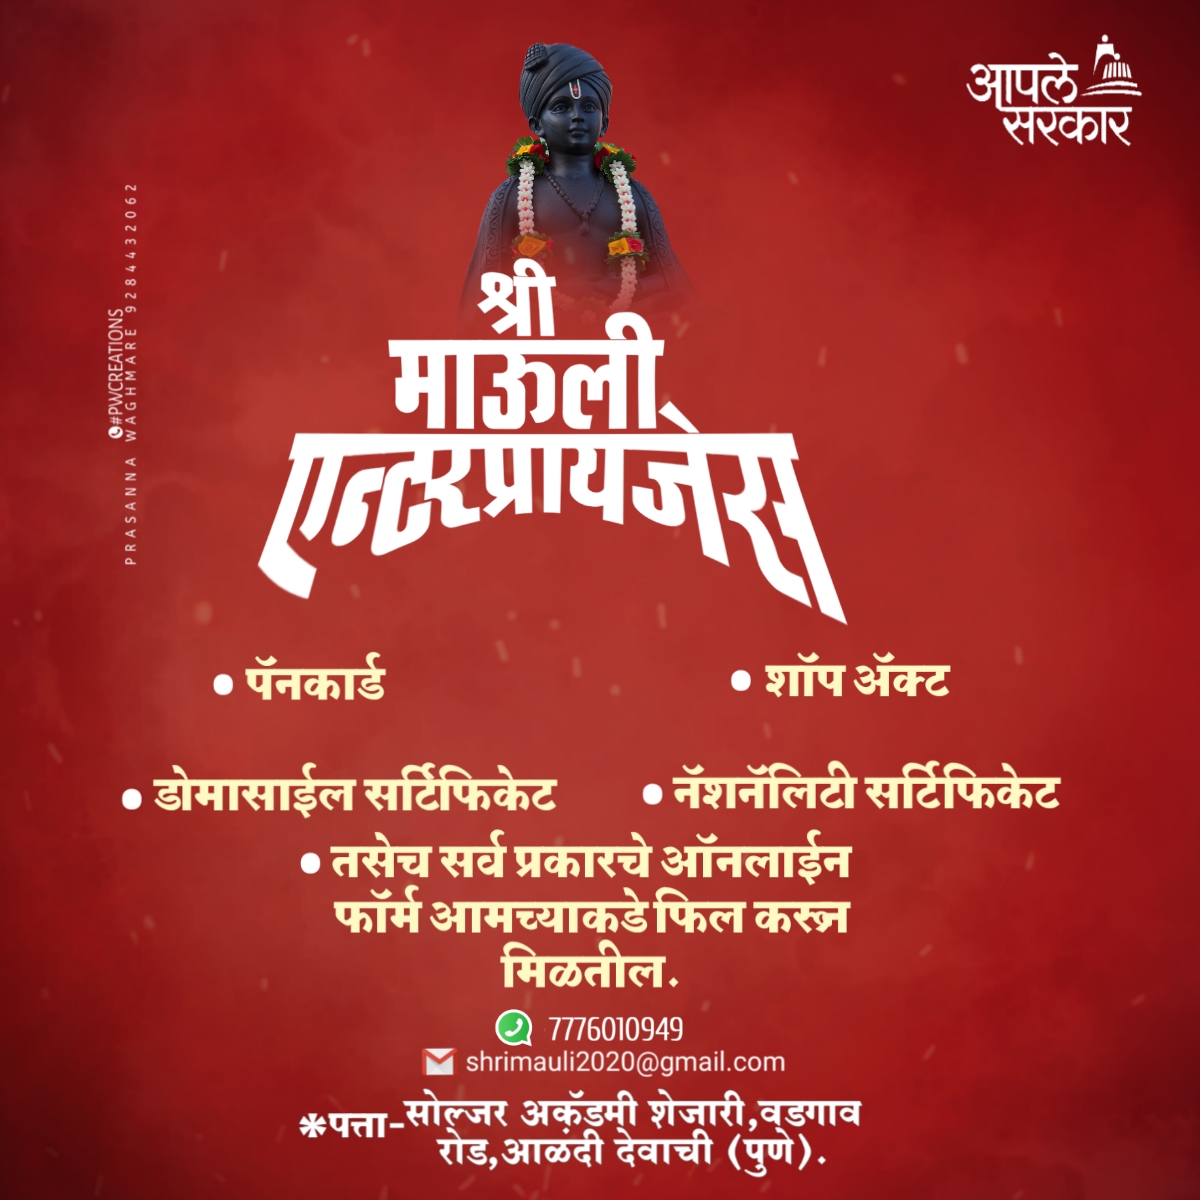 आपले
सरकार
#PWCREATIONS
PRASANNA WAGHMARE 9284432062
श्री
माऊली
एन्टरप्रायजेस
• पॅनकार्ड
• शॉप ॲक्ट
• डोमासाईल सर्टिफिकेट
• नॅशनॅलिटी सर्टिफिकेट
• तसेच सर्व प्रकारचे ऑनलाईन
फॉर्म आमच्याकडे फिल करून
मिळतील.
7776010949
shrimauli2020@gmail.com
*पत्ता-सोल्जर अकॅडमी शेजारी,वडगाव
रोड,आळंदी देवाची (पुणे).